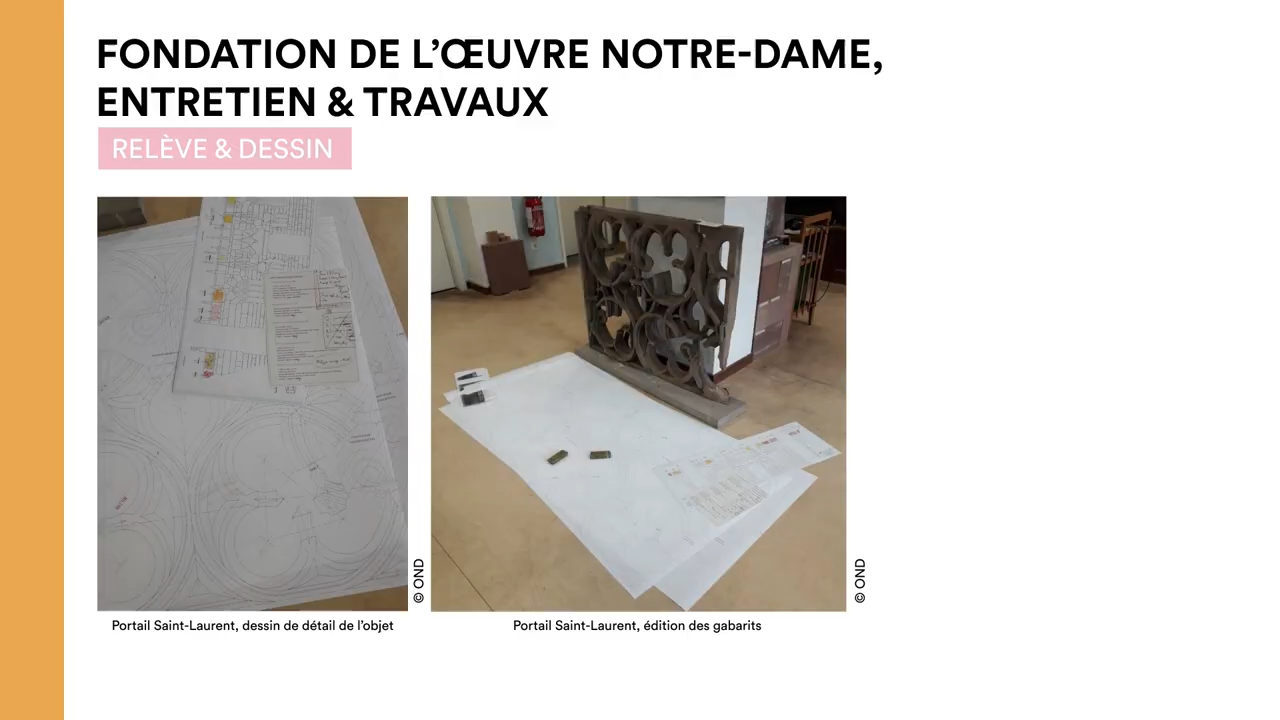 FONDATION DE L’ŒUVRE NOTRE-DAME,
ENTRETIEN & TRAVAUX
RELÈVE & DESSIN
© OND
© OND
Portail Saint-Laurent, dessin de détail de l’objet
Portail Saint-Laurent, édition des gabarits